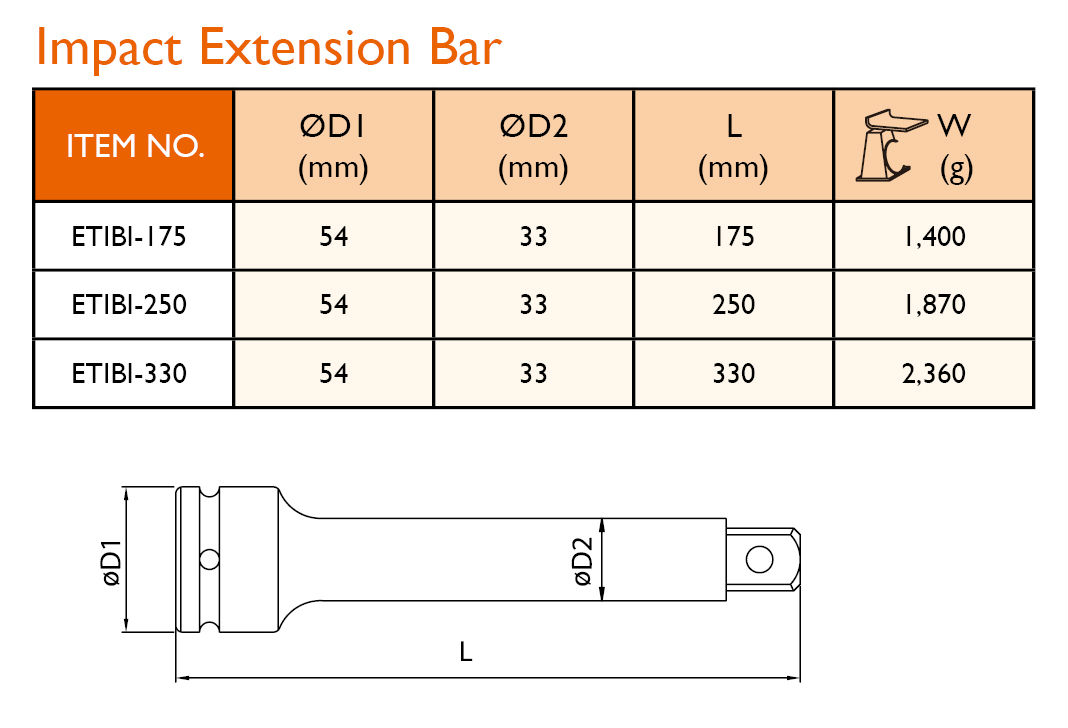 Impact Extension Bar
ITEM NO. ØD1 (mm) ØD2 (mm) L (mm) W (g)
ETIBI-175 54 33 175 1,400
ETIBI-250 54 33 250 1,870
ETIBI-330 54 33 330 2,360
øD1
øD2
L